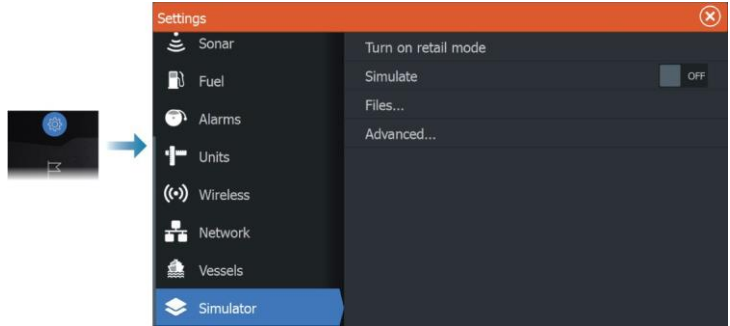 Settings
Sonar
Fuel
Alarms
Units
Wireless
Network
Vessels
Simulator
Turn on retail mode
Simulate
OFF
Files...
Advanced...